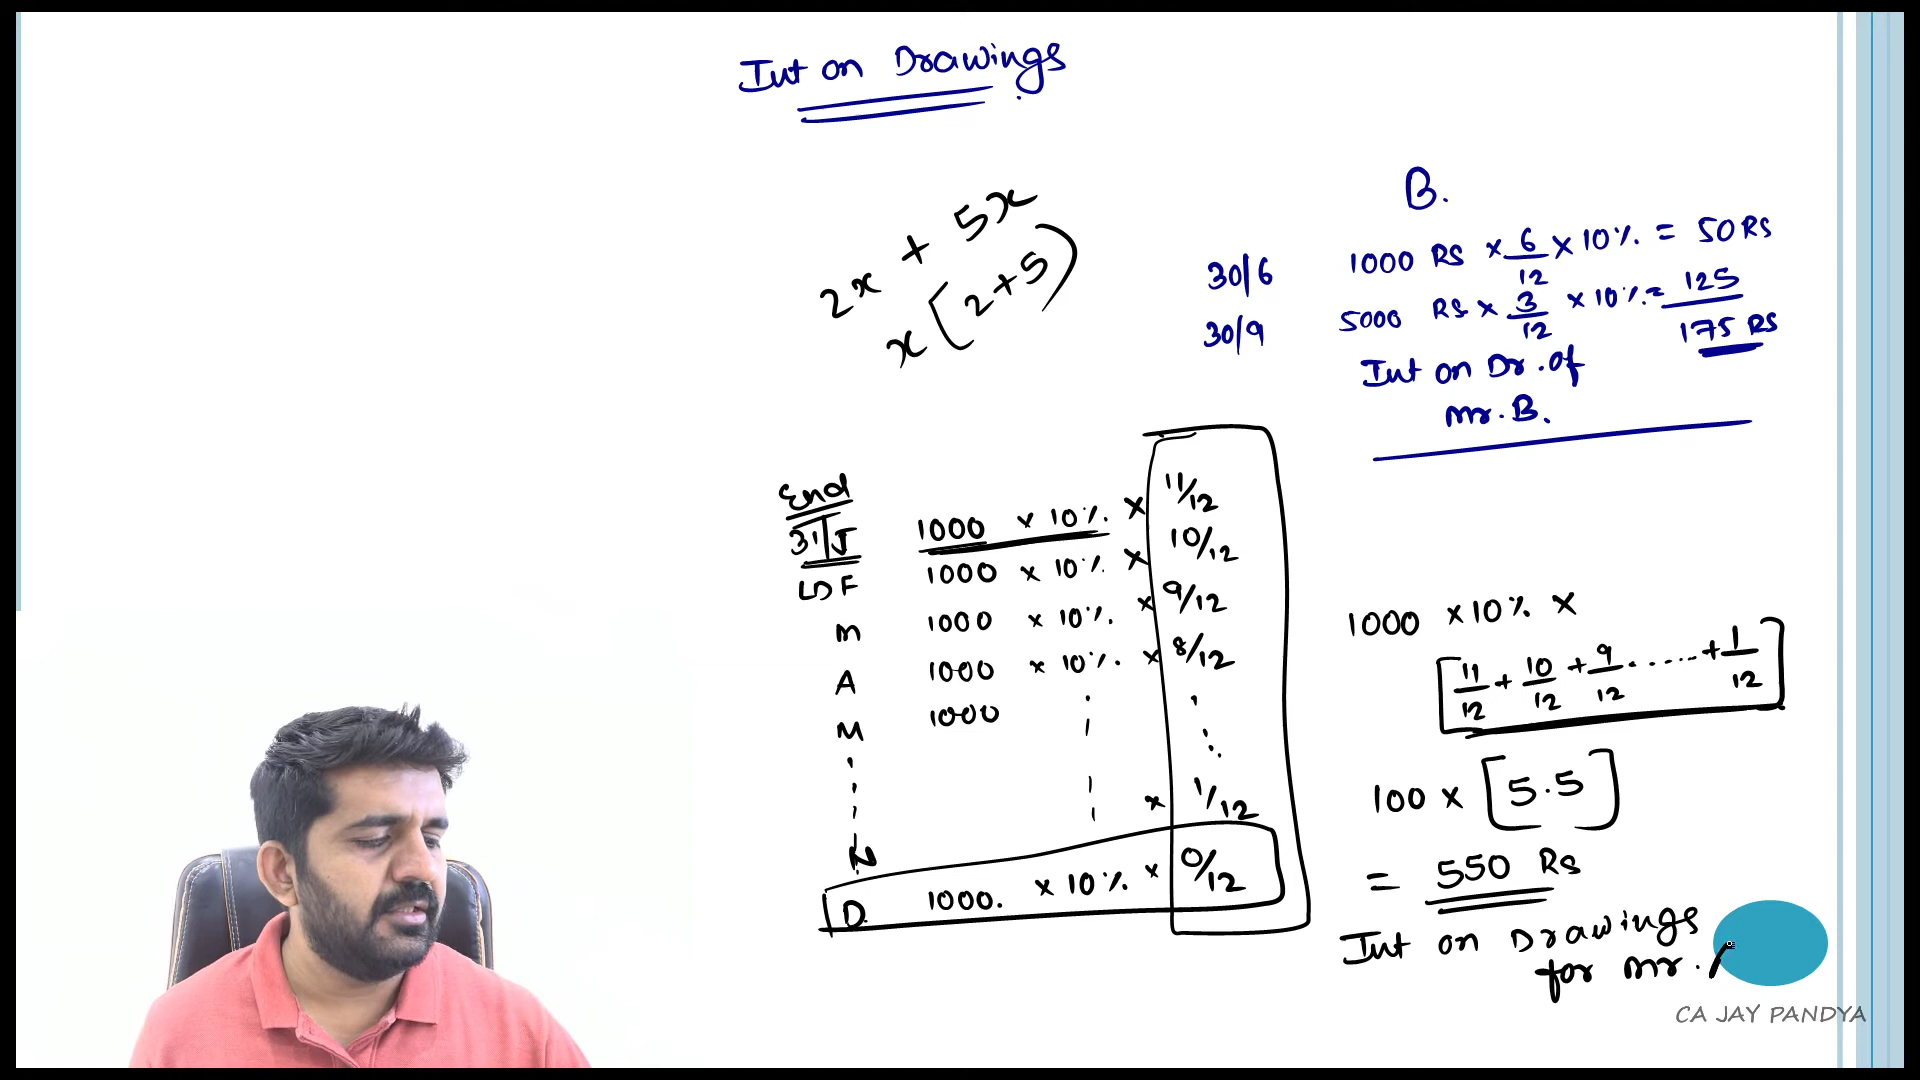 Int on Drawings
2x + 5x
x(2+5)
B.
30/6 1000 RS × 6/12 × 10% = 50 RS
30/9 5000 RS × 3/12 × 10% = 125
175 RS
Int on Dr. of
Mr. B.
End
31/J 1000 × 10% × 11/12
LDF 1000 × 10% × 10/12
M 1000 × 10% × 9/12
A 1000 × 10% × 8/12
M 1000
N × 1/12
D. 1000. × 10% × 0/12
1000 × 10% ×
[11/12 + 10/12 + 9/12 ...... + 1/12]
100 × [5.5]
= 550 RS
Int on Drawings
for Mr.
CA JAY PANDYA